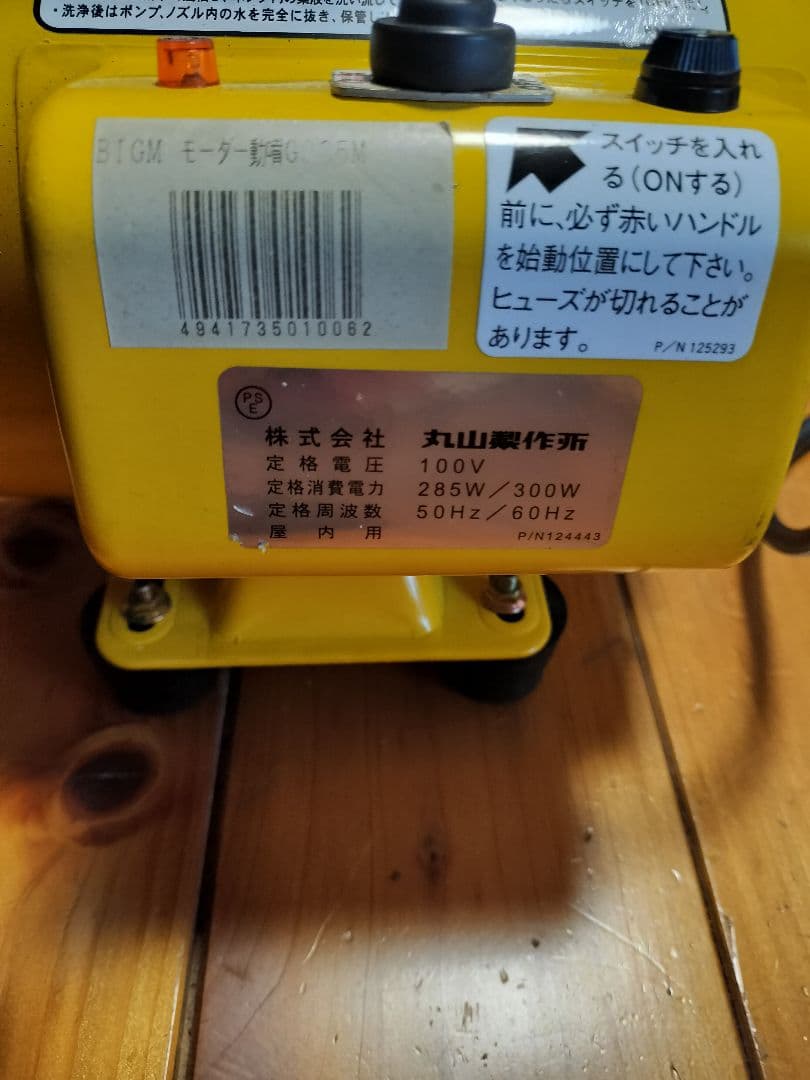 ・洗浄後はポンプ、ノズル内の水を完全に抜き、保管し
BIGM モーター動噴
4941735010062
スイッチを入れ
る(ONする)
前に、必ず赤いハンドル
を始動位置にして下さい。
ヒューズが切れることが
あります。
P/N 125293
PSE
株式会社 丸山製作所
定格電圧 100V
定格消費電力 285W/300W
定格周波数 50Hz/60Hz
屋内用
P/N124443